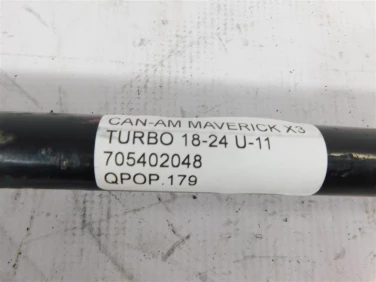 CAN-AM MAVERICK X3
TURBO 18-24 U-11
705402048
QPOP.179